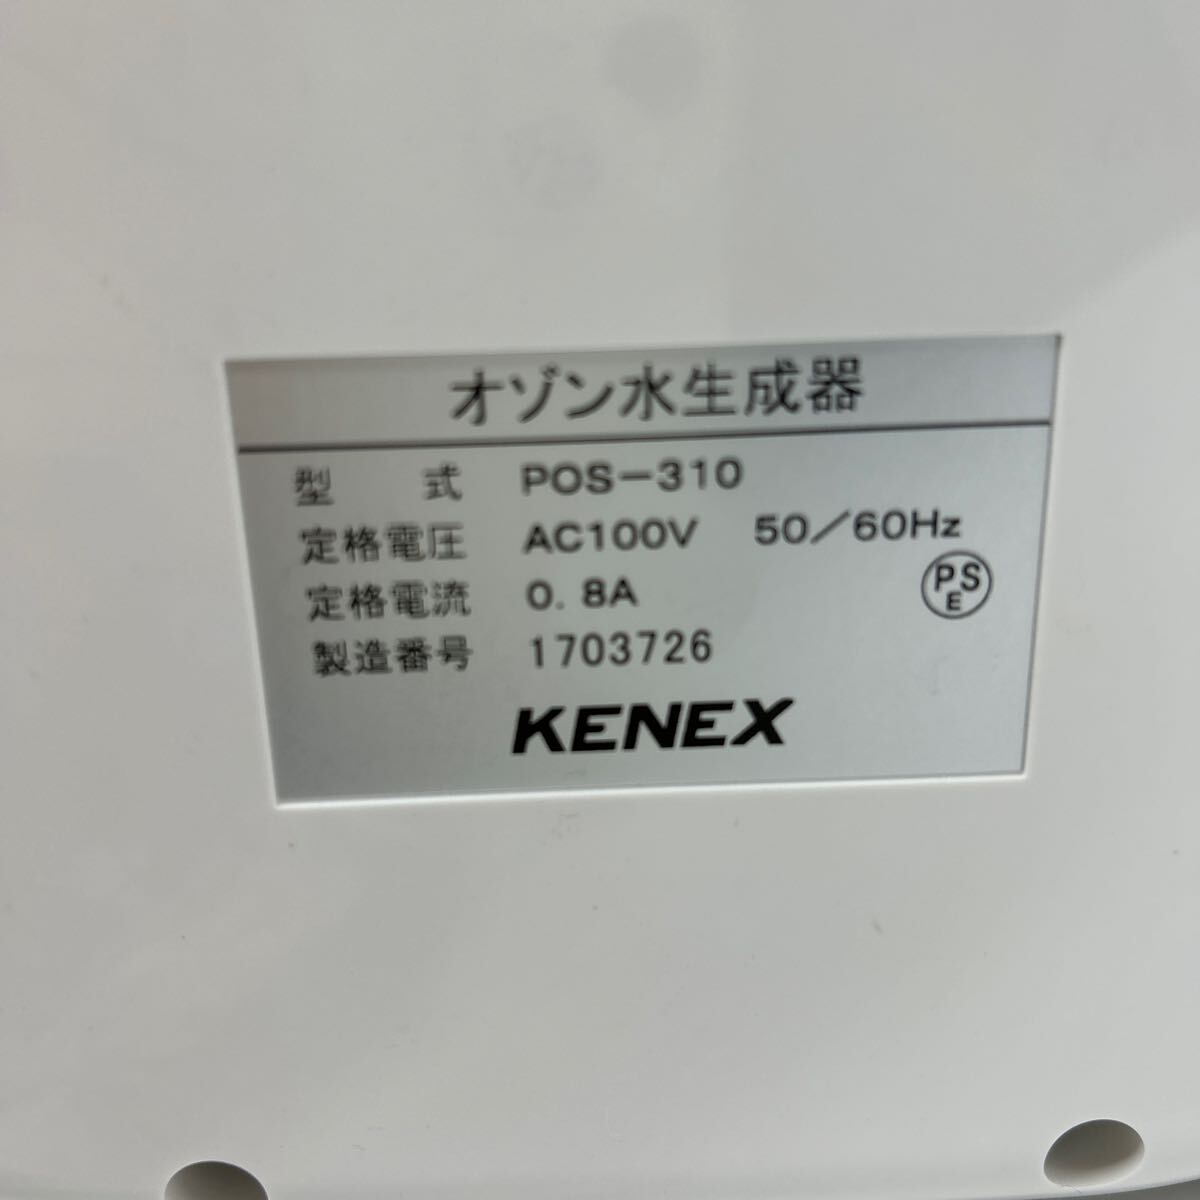 オゾン水生成器
型　式　POS-310
定格電圧　AC100V　50/60Hz
定格電流　0.8A
PSE
製造番号　1703726
KENEX